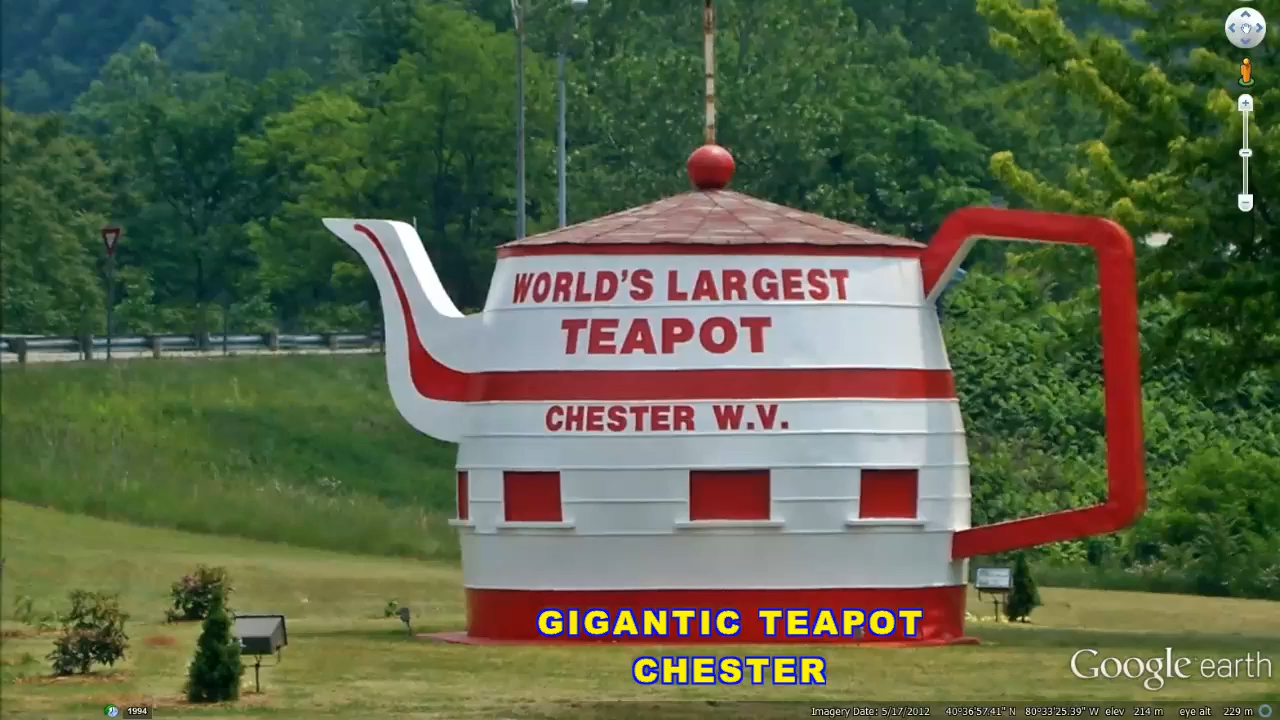 WORLD'S LARGEST
TEAPOT
CHESTER W.V.
GIGANTIC TEAPOT
CHESTER
Google earth
1994
Imagery Date: 5/17/2012 40°36'57.41" N 80°33'25.39" W elev 214 m eye alt 229 m